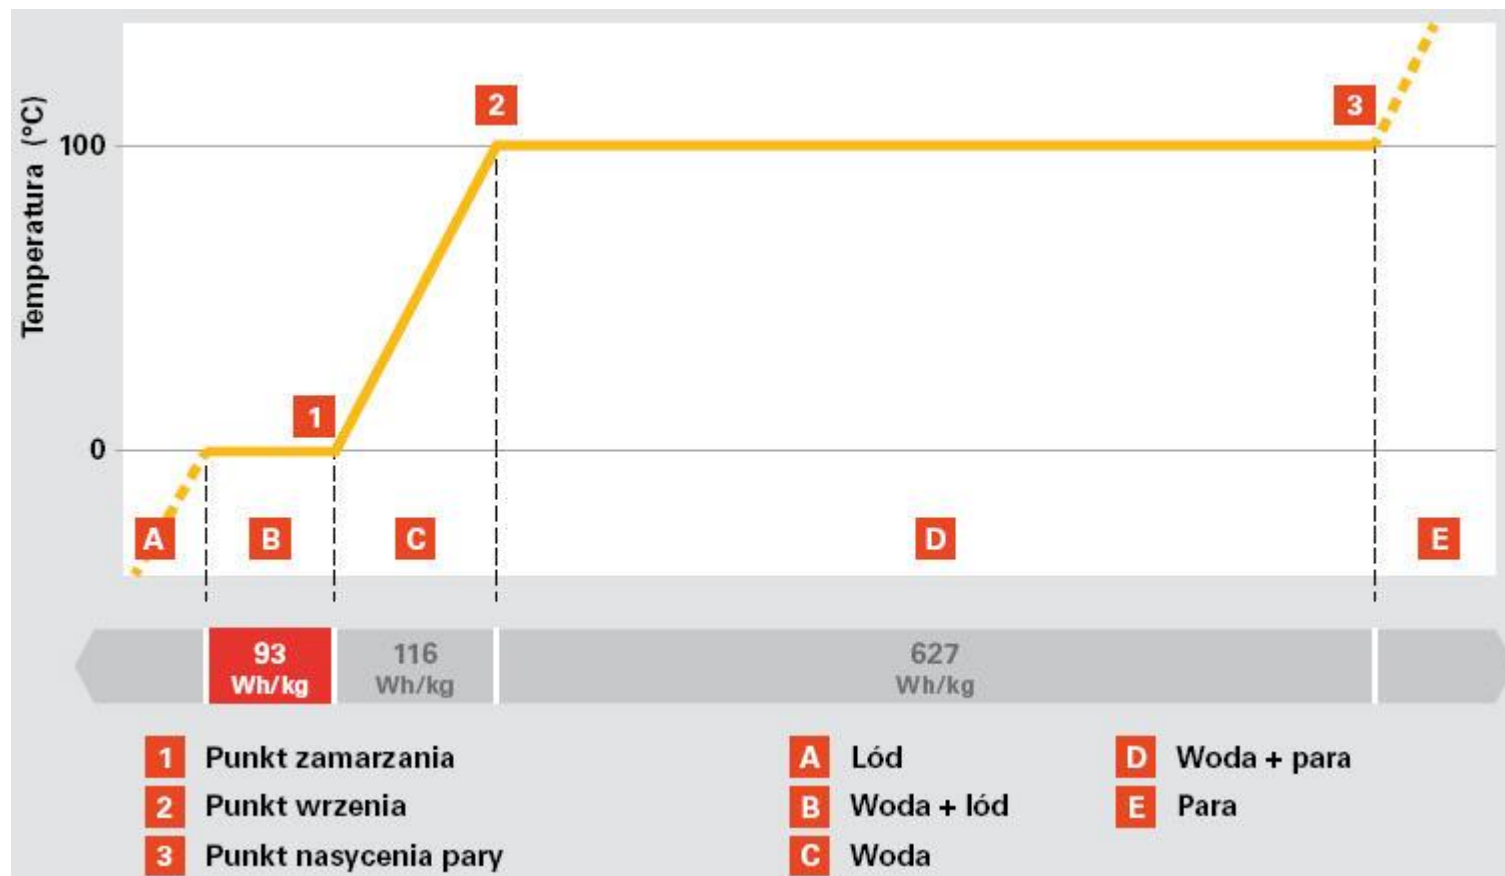 Temperatura (°C)
2
3
100
1
0
A
B
C
D
E
93
Wh/kg
116
Wh/kg
627
Wh/kg
1 Punkt zamarzania
2 Punkt wrzenia
3 Punkt nasycenia pary
A Lód
B Woda + lód
C Woda
D Woda + para
E Para